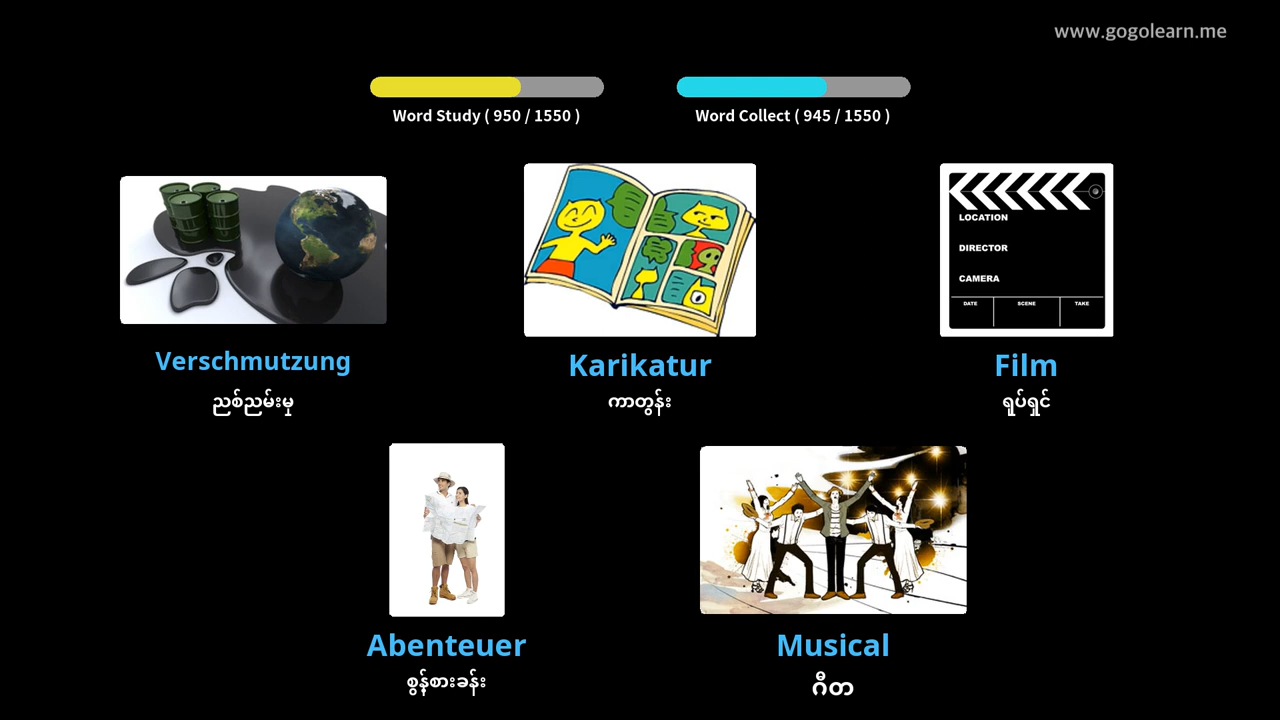 www.gogolearn.me
Word Study ( 950 / 1550 )
Word Collect ( 945 / 1550 )
LOCATION
DIRECTOR
CAMERA
DATE SCENE TAKE
Verschmutzung
Karikatur
Film
ညစ်ညမ်းမှု
ကာတွန်း
ရုပ်ရှင်
Abenteuer
Musical
စွန့်စားခန်း
ဂီတ